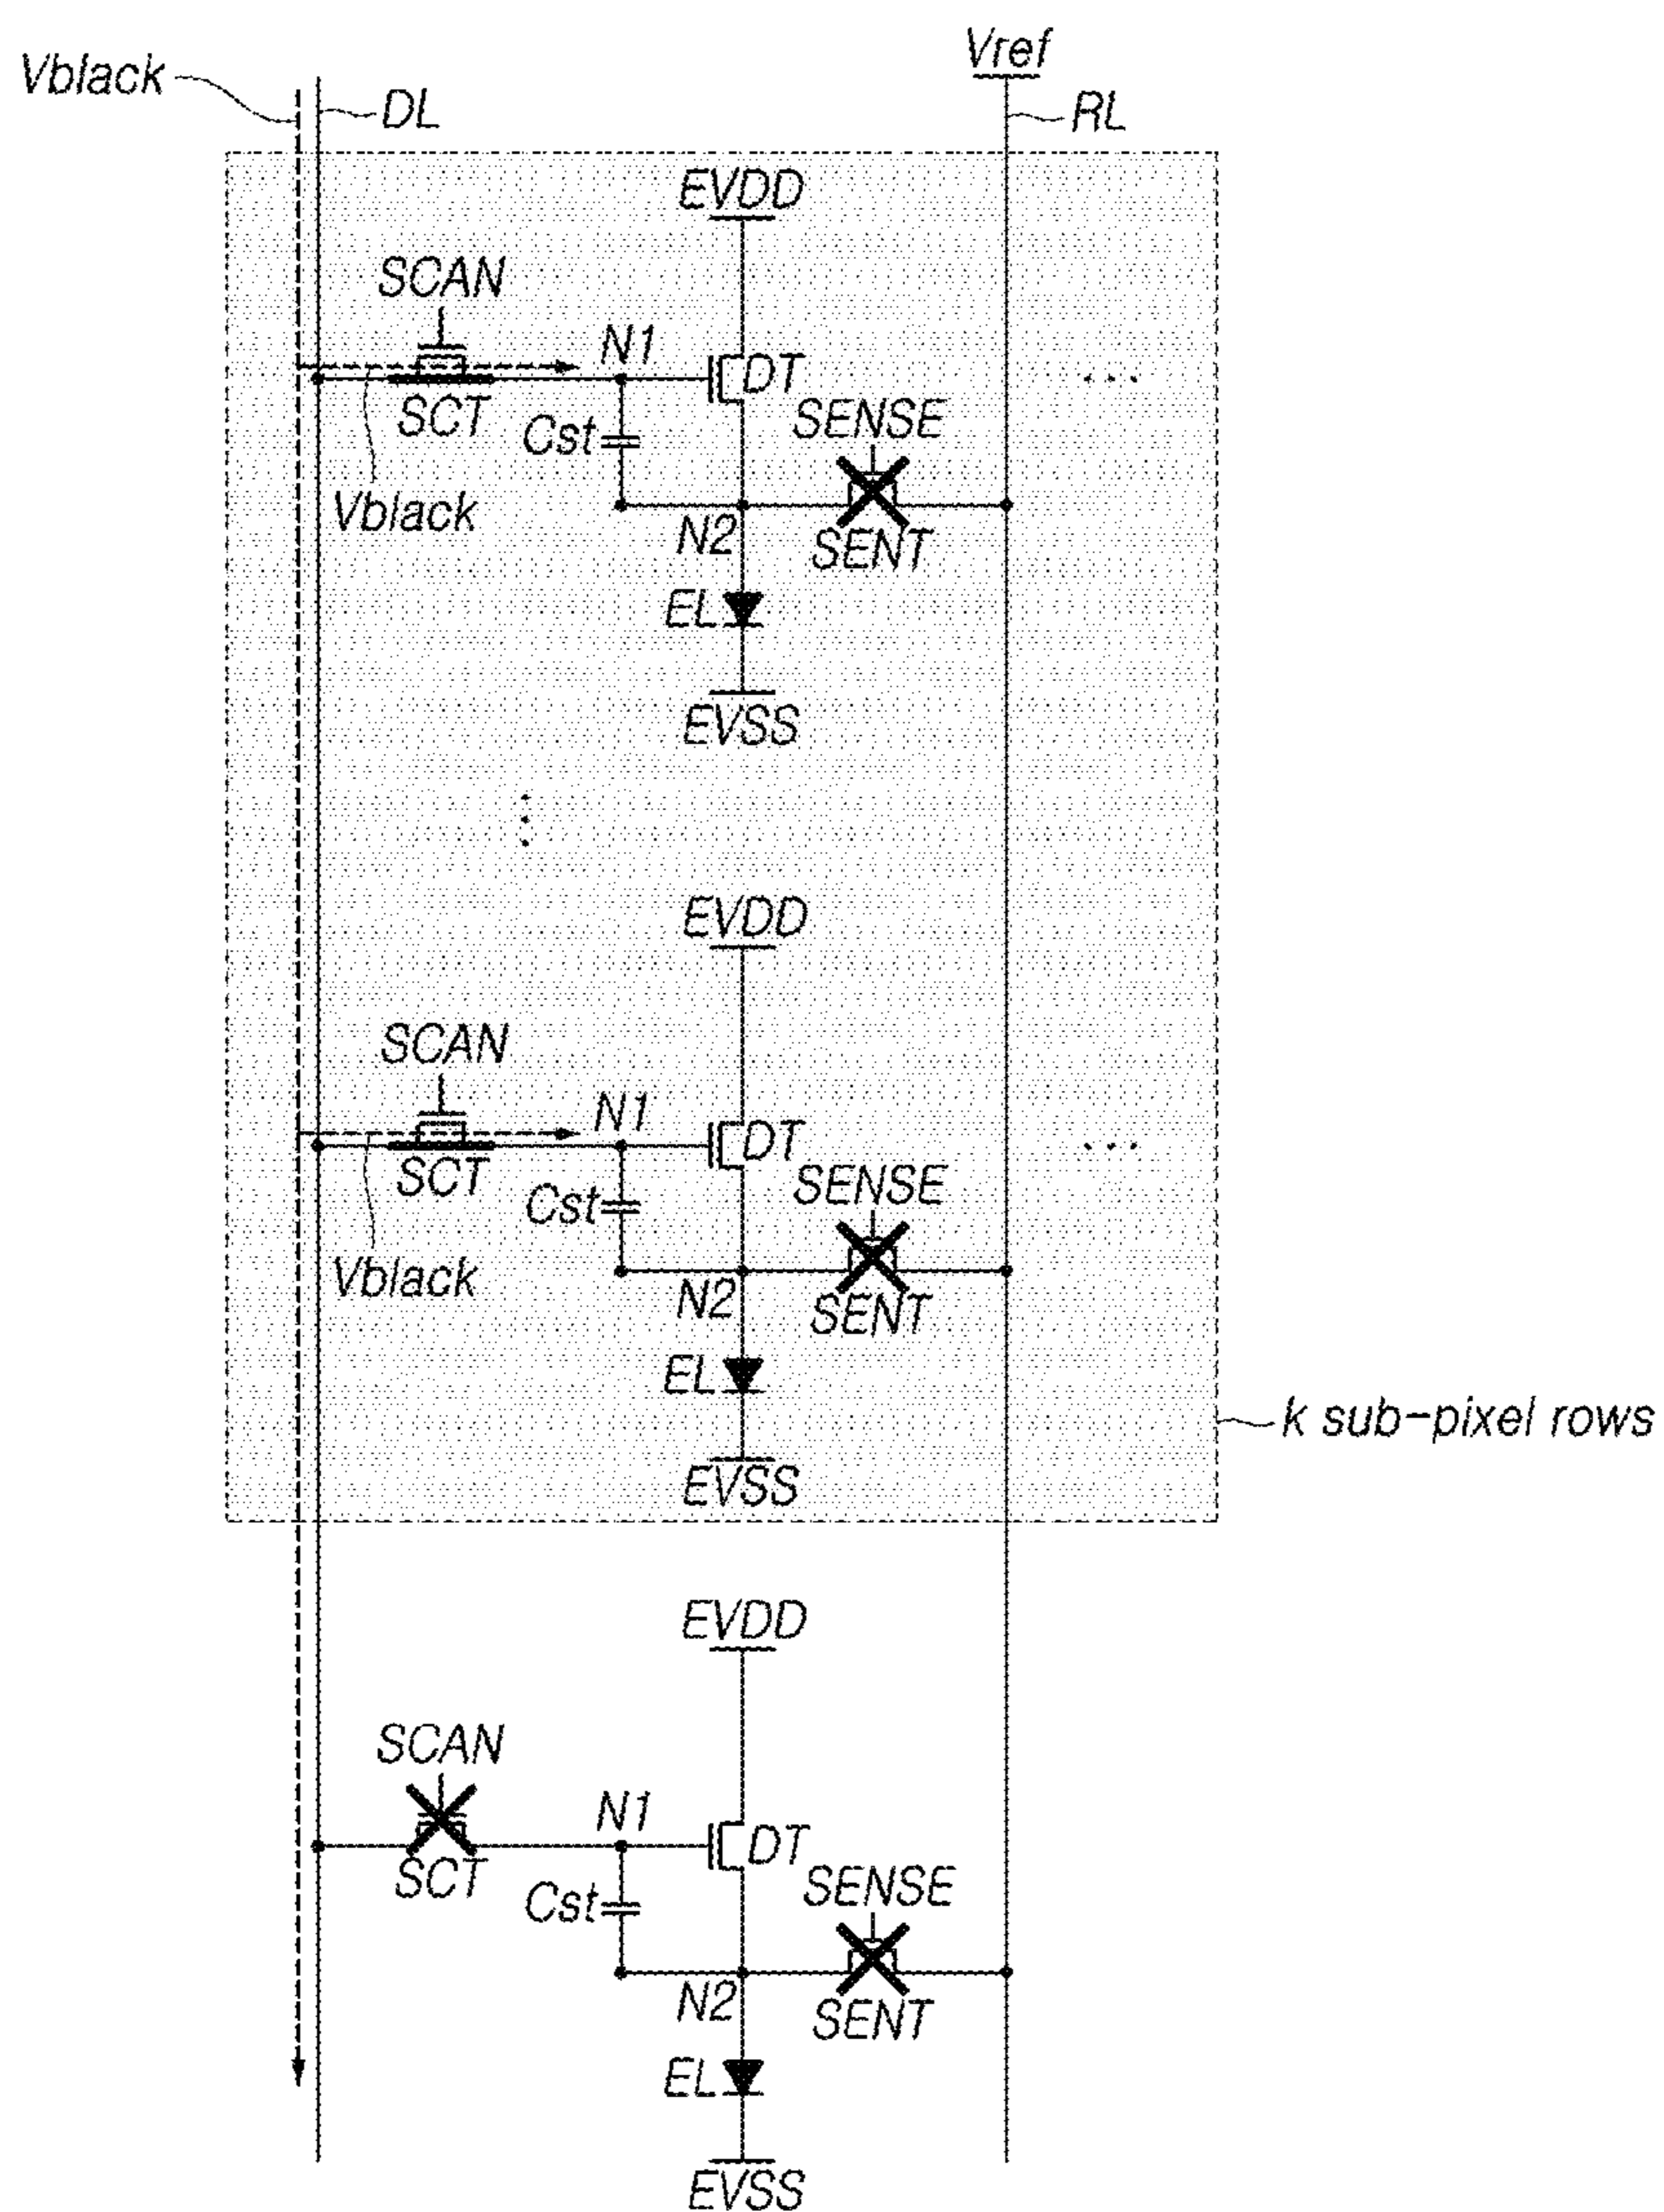 Vref
Vblack
DL
RL
EVDD
SCAN
N1
DT
SCT
Cst
SENSE
Vblack
N2
SENT
EL
EVSS
EVDD
SCAN
N1
DT
SCT
Cst
SENSE
Vblack
N2
SENT
EL
k sub-pixel rows
EVSS
EVDD
SCAN
N1
DT
SCT
Cst
SENSE
N2
SENT
EL
EVSS